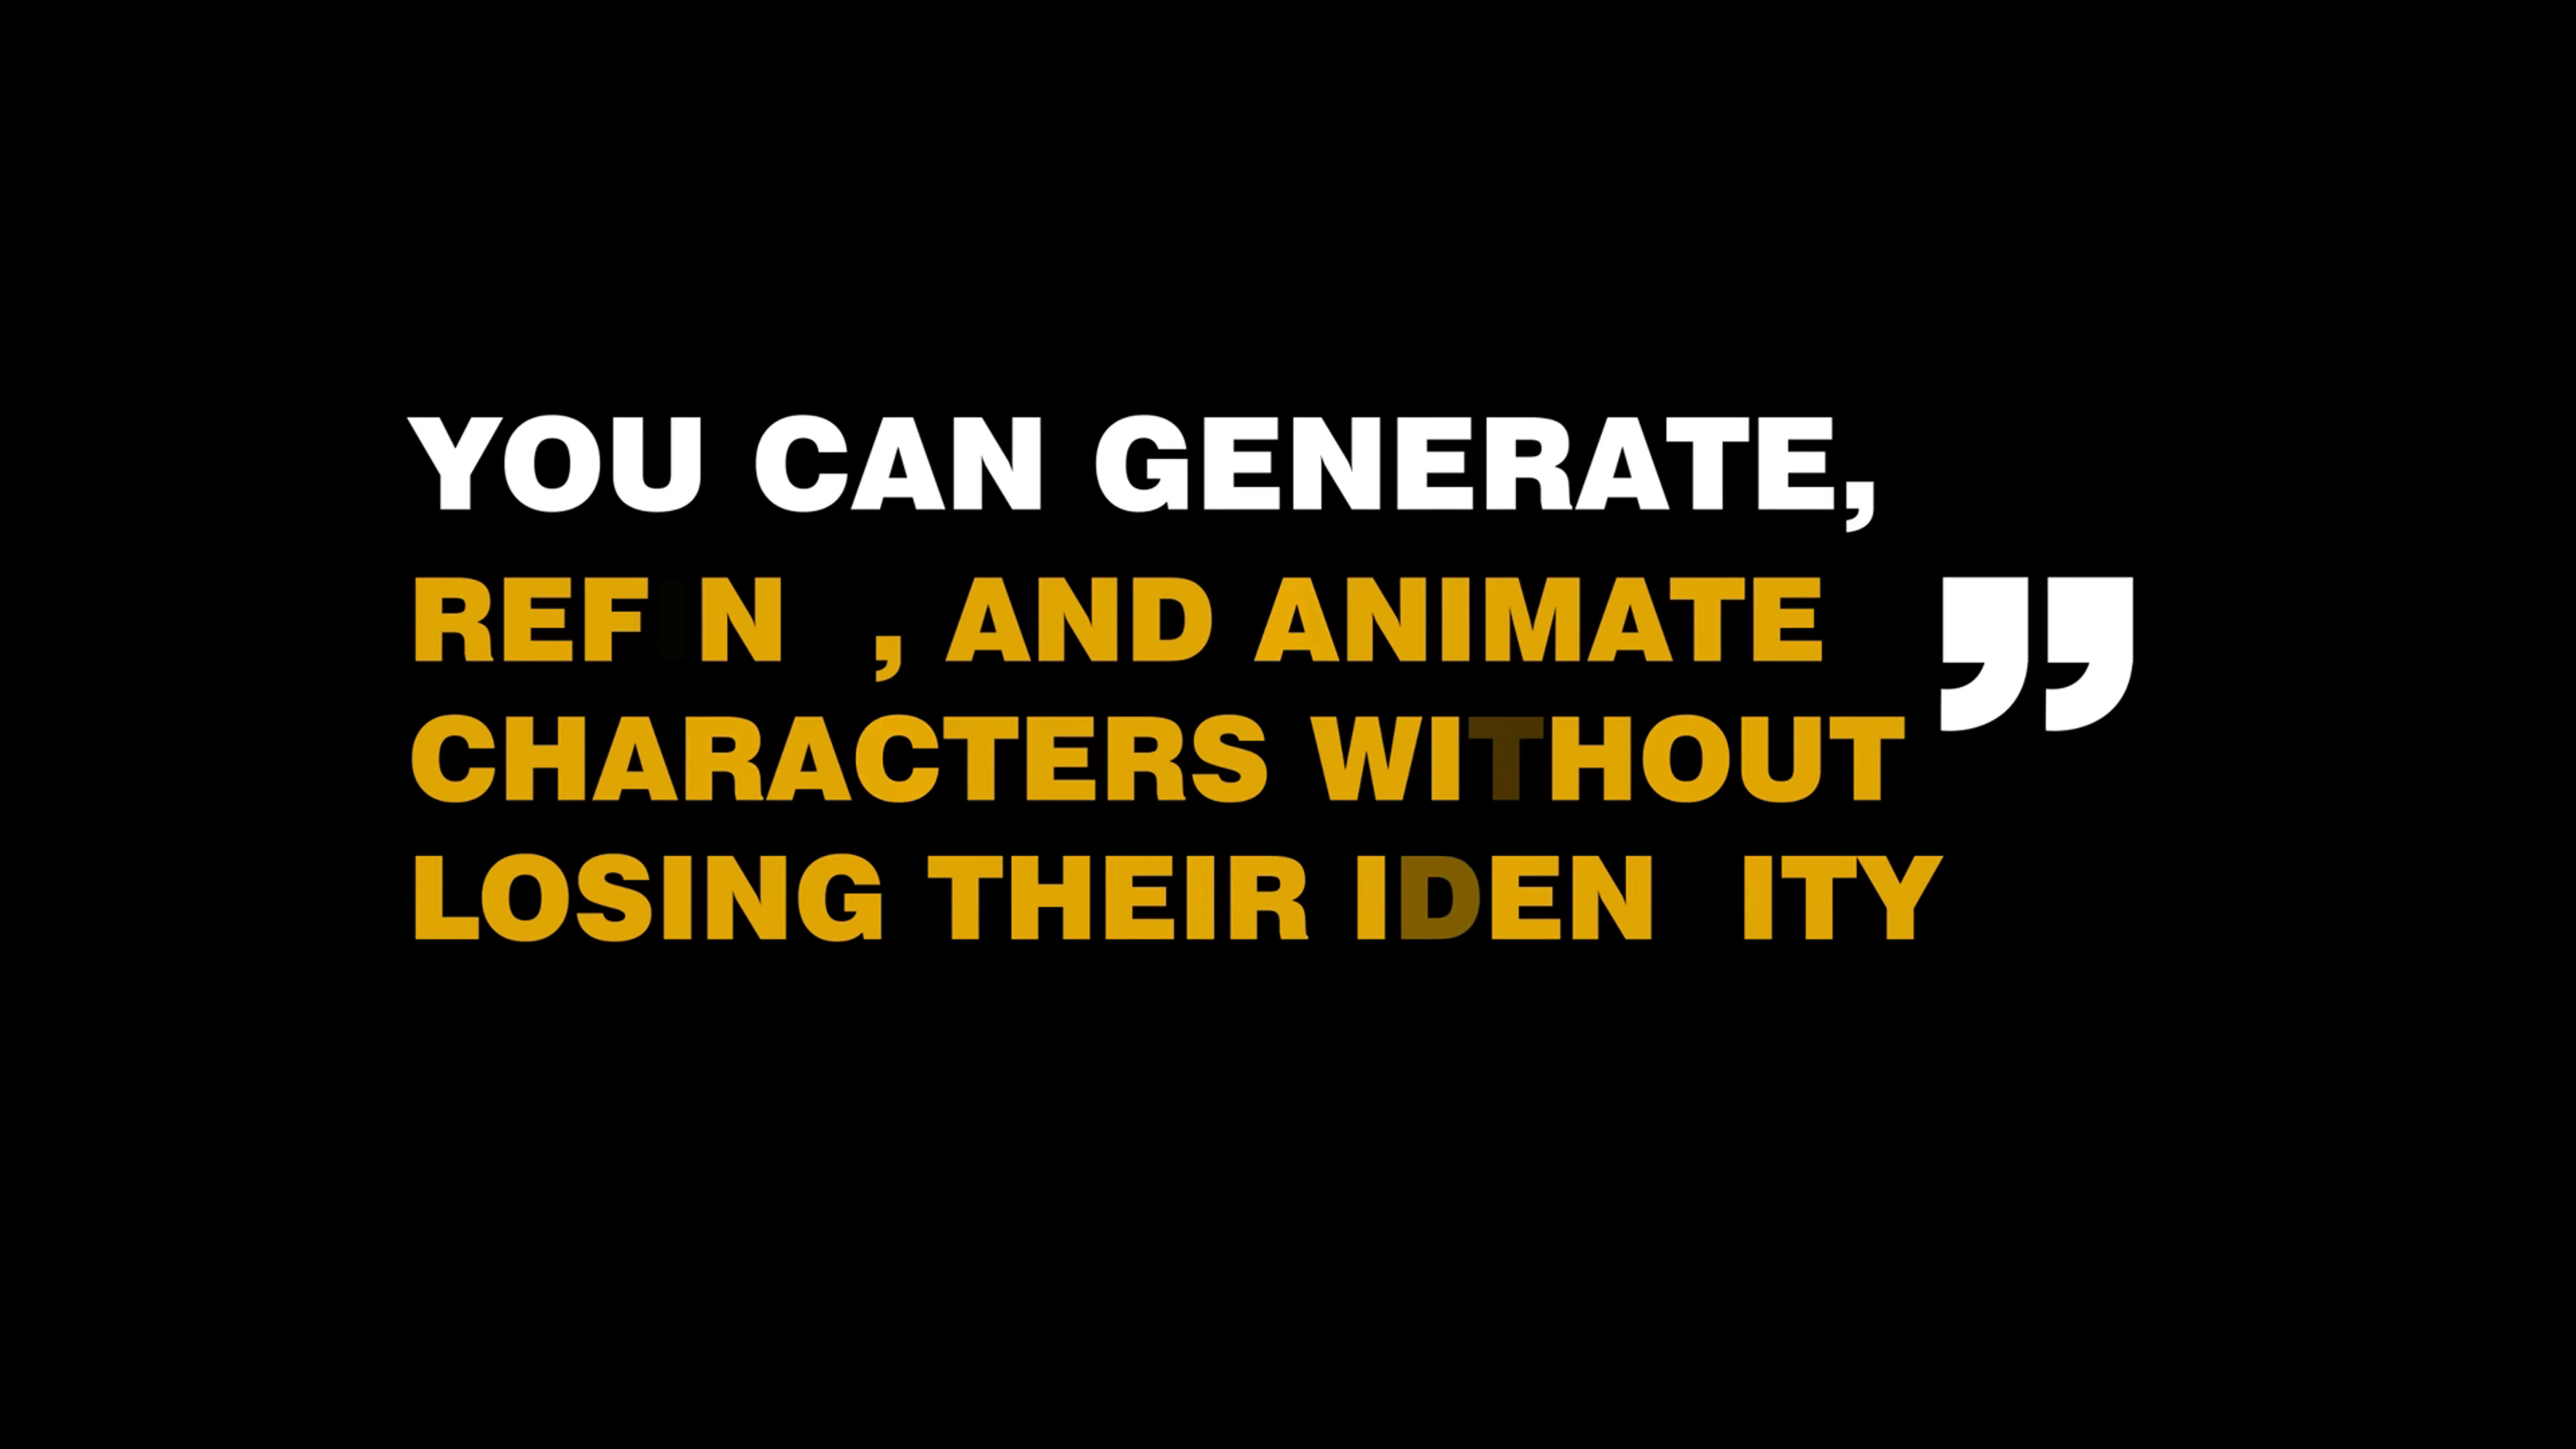 YOU CAN GENERATE,
REF N , AND ANIMATE ”
CHARACTERS WITHOUT
LOSING THEIR IDEN ITY